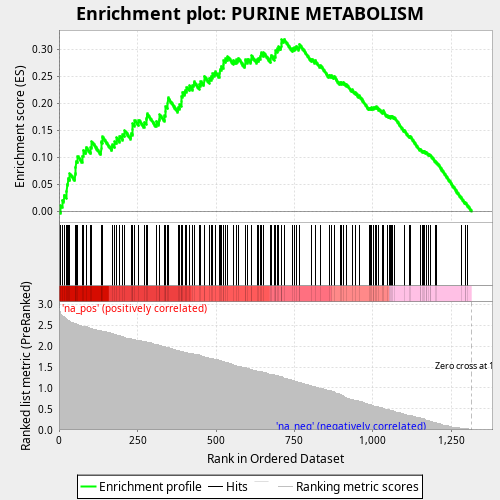 Enrichment plot: PURINE METABOLISM
Enrichment score (ES)
0.30
0.25
0.20
0.15
0.10
0.05
0.00
Ranked list metric (PreRanked)
3.0
2.5
2.0
1.5
1.0
0.5
0.0
'na_pos' (positively correlated)
Zero cross at 1
'na_neg' (negatively correlated)
0
250
500
750
1,000
1,250
Rank in Ordered Dataset
Enrichment profile
Hits
Ranking metric scores